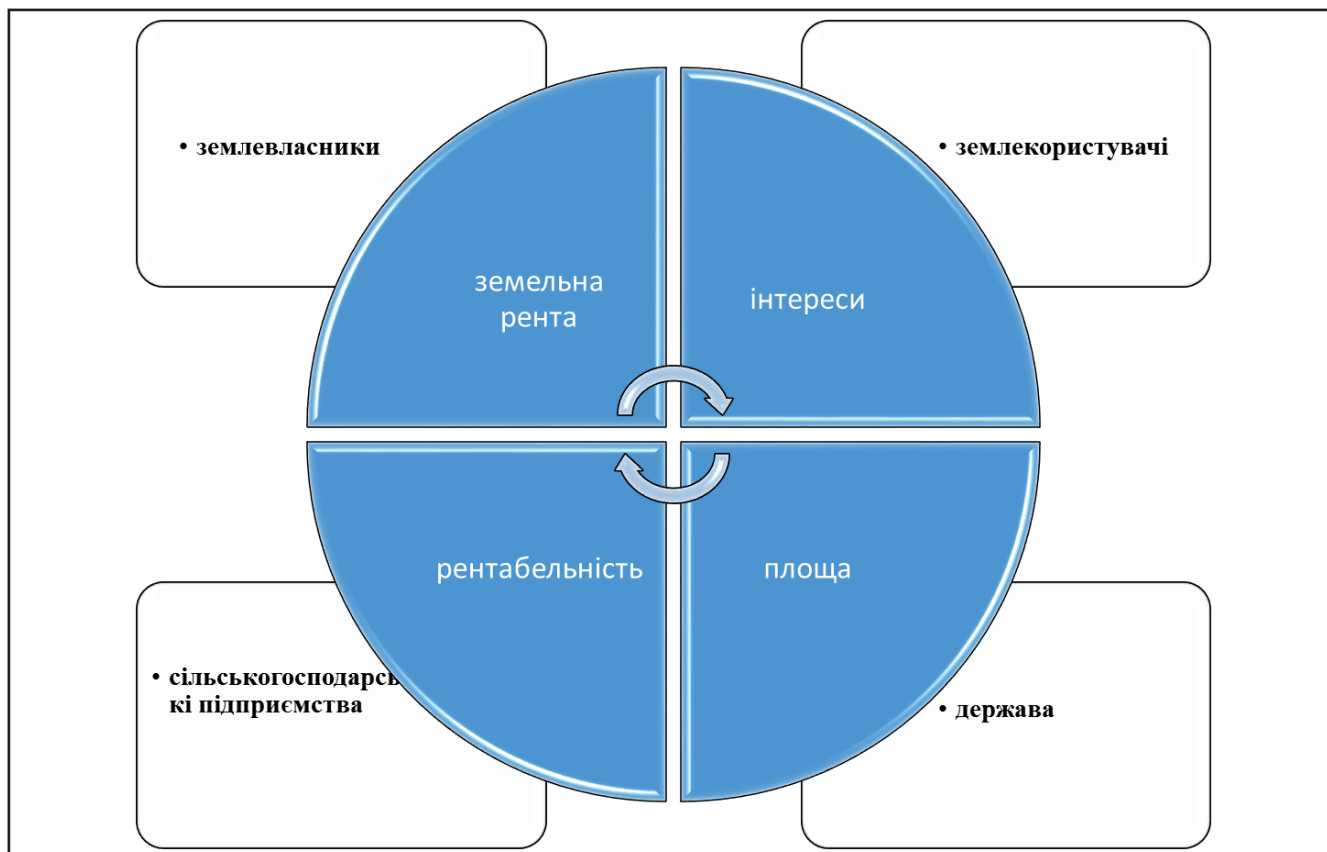 • землевласники
• землекористувачі
земельна
рента
інтереси
рентабельність
площа
• сільськогосподарсь
кі підприємства
• держава